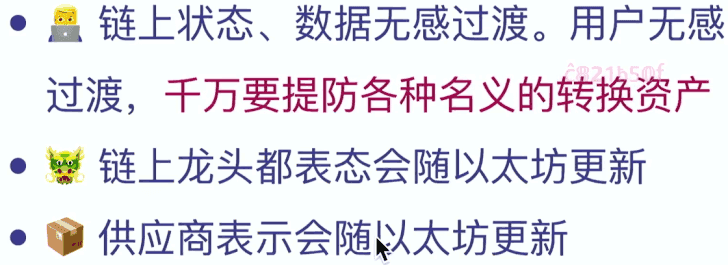 链上状态、数据无感过渡。用户无感
过渡，千万要提防各种名义的转换资产
链上龙头都表态会随以太坊更新
供应商表示会随以太坊更新